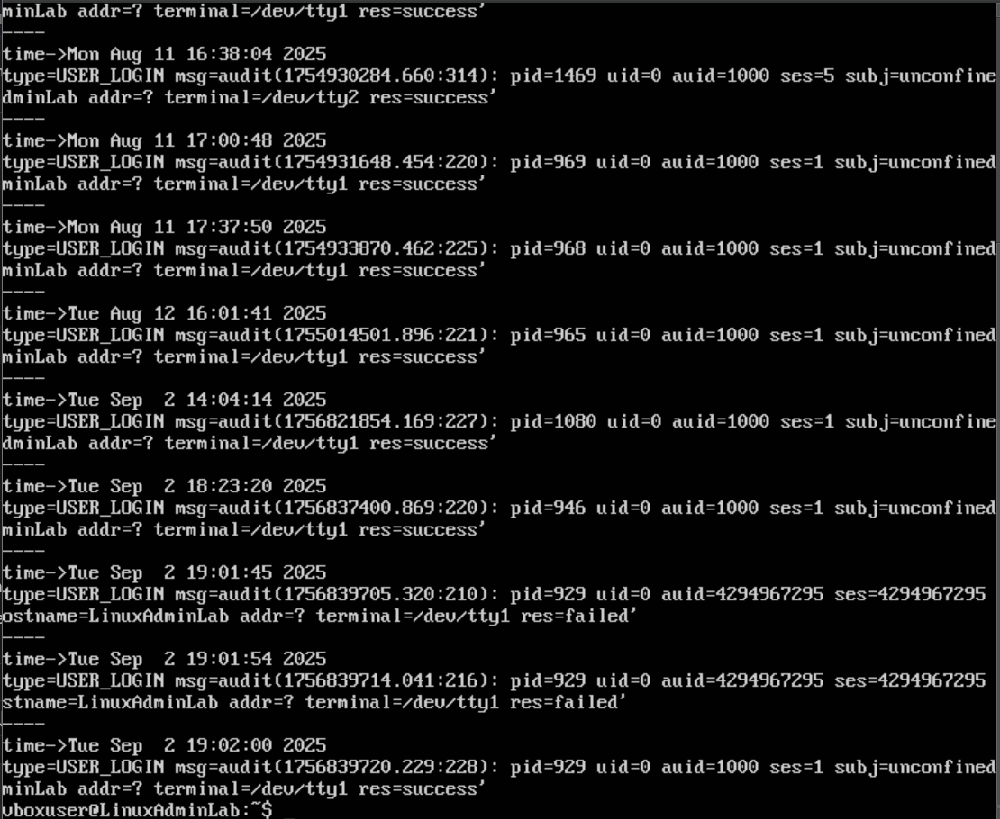 minLab addr=? terminal=/dev/tty1 res=success'
----
time->Mon Aug 11 16:38:04 2025
type=USER_LOGIN msg=audit(1754930284.660:314): pid=1469 uid=0 auid=1000 ses=5 subj=unconfine
dminLab addr=? terminal=/dev/tty2 res=success'
----
time->Mon Aug 11 17:00:48 2025
type=USER_LOGIN msg=audit(1754931648.454:220): pid=969 uid=0 auid=1000 ses=1 subj=unconfined
minLab addr=? terminal=/dev/tty1 res=success'
----
time->Mon Aug 11 17:37:50 2025
type=USER_LOGIN msg=audit(1754933870.462:225): pid=968 uid=0 auid=1000 ses=1 subj=unconfined
minLab addr=? terminal=/dev/tty1 res=success'
----
time->Tue Aug 12 16:01:41 2025
type=USER_LOGIN msg=audit(1755014501.896:221): pid=965 uid=0 auid=1000 ses=1 subj=unconfined
minLab addr=? terminal=/dev/tty1 res=success'
----
time->Tue Sep  2 14:04:14 2025
type=USER_LOGIN msg=audit(1756821854.169:227): pid=1080 uid=0 auid=1000 ses=1 subj=unconfine
dminLab addr=? terminal=/dev/tty1 res=success'
----
time->Tue Sep  2 18:23:20 2025
type=USER_LOGIN msg=audit(1756837400.869:220): pid=946 uid=0 auid=1000 ses=1 subj=unconfined
minLab addr=? terminal=/dev/tty1 res=success'
----
time->Tue Sep  2 19:01:45 2025
type=USER_LOGIN msg=audit(1756839705.320:210): pid=929 uid=0 auid=4294967295 ses=4294967295
ostname=LinuxAdminLab addr=? terminal=/dev/tty1 res=failed'
----
time->Tue Sep  2 19:01:54 2025
type=USER_LOGIN msg=audit(1756839714.041:216): pid=929 uid=0 auid=4294967295 ses=4294967295
stname=LinuxAdminLab addr=? terminal=/dev/tty1 res=failed'
----
time->Tue Sep  2 19:02:00 2025
type=USER_LOGIN msg=audit(1756839720.229:228): pid=929 uid=0 auid=1000 ses=1 subj=unconfined
minLab addr=? terminal=/dev/tty1 res=success'
vboxuser@LinuxAdminLab:~$